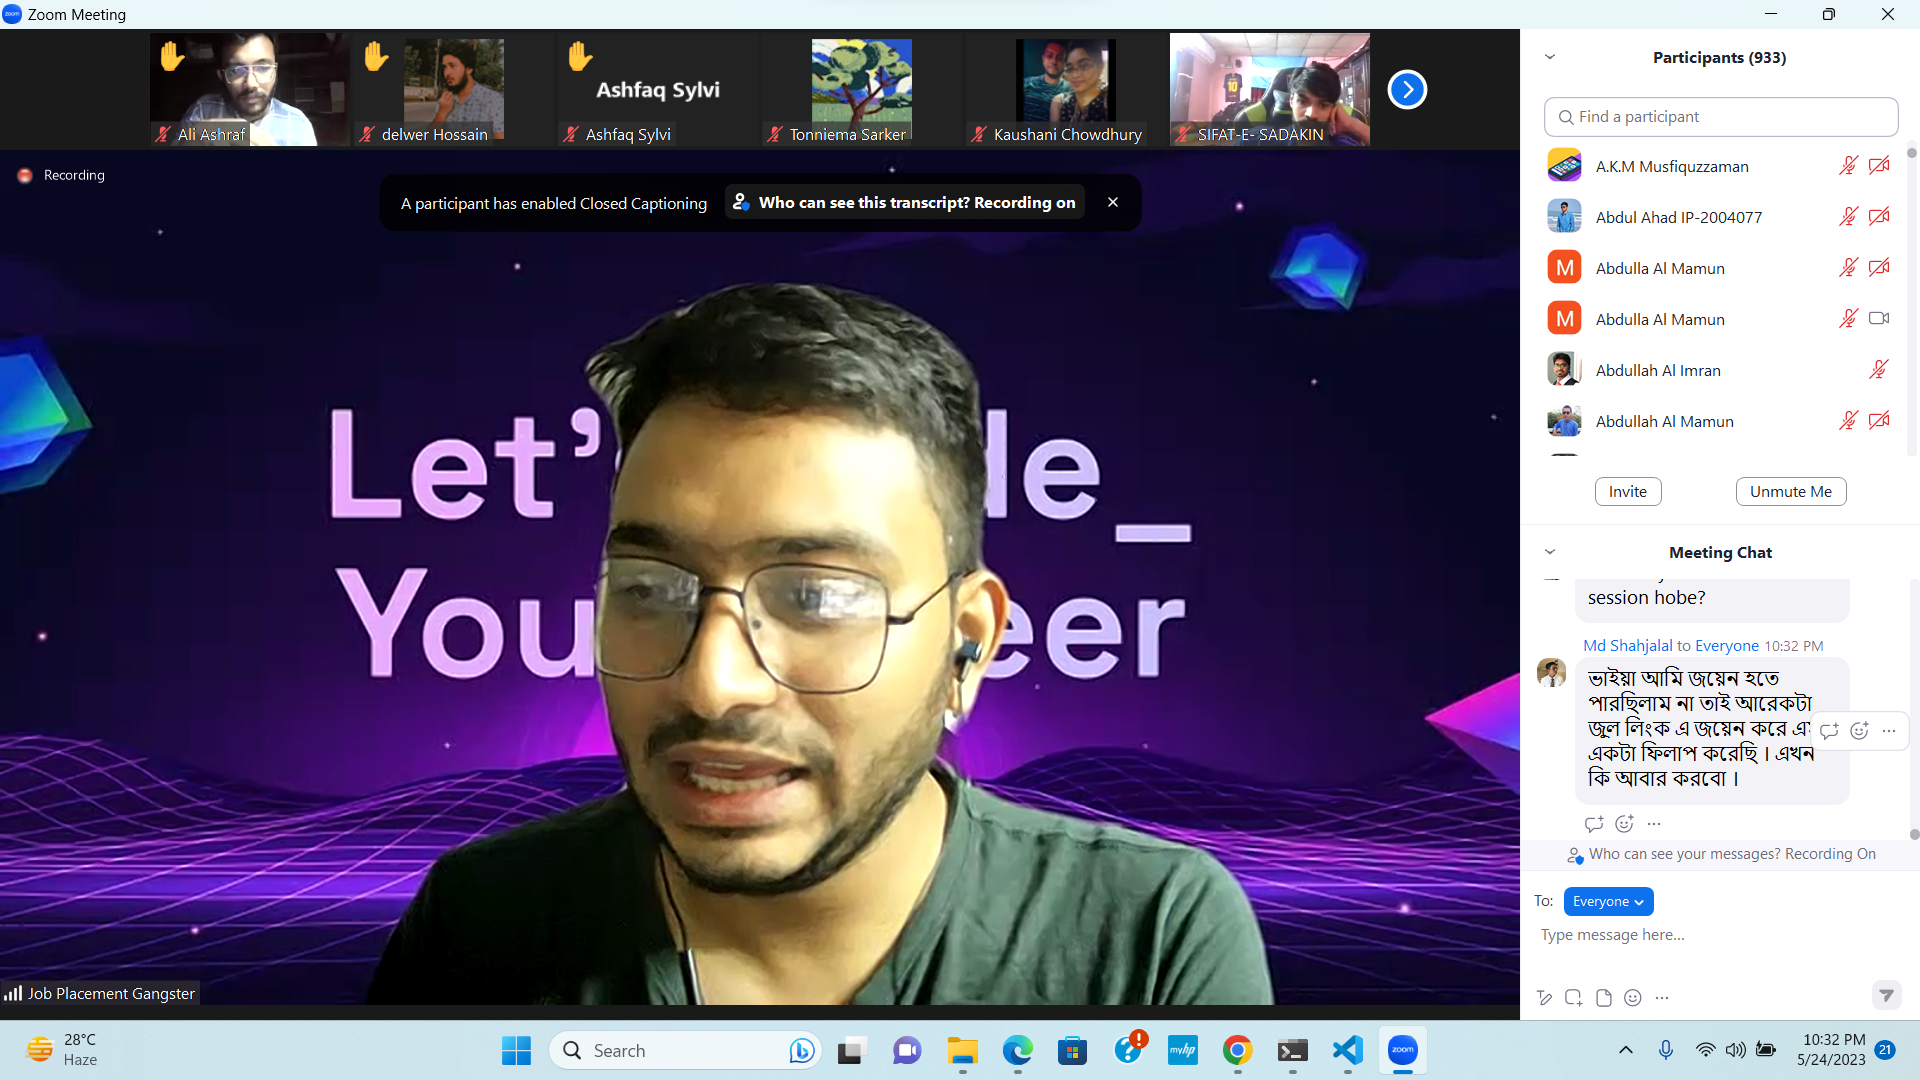 Zoom Meeting
Ali Ashraf
delwer Hossain
Ashfaq Sylvi
Ashfaq Sylvi
Tonniema Sarker
Kaushani Chowdhury
10
SIFAT-E- SADAKIN
Recording
A participant has enabled Closed Captioning
Who can see this transcript? Recording on
Let’ de_
You eer
Job Placement Gangster
Participants (933)
Find a participant
A.K.M Musfiquzzaman
Abdul Ahad IP-2004077
M Abdulla Al Mamun
M Abdulla Al Mamun
Abdullah Al Imran
Abdullah Al Mamun
Invite
Unmute Me
Meeting Chat
session hobe?
Md Shahjalal to Everyone 10:32 PM
ভাইয়া আমি জয়েন হতে
পারছিলাম না তাই আরেকটা
জুল লিংক এ জয়েন করে
একটা ফিলাপ করেছি । এখন
কি আবার করবো ।
Who can see your messages? Recording On
To: Everyone
Type message here...
28°C
Haze
Search
myhp
zoom
10:32 PM
5/24/2023
21